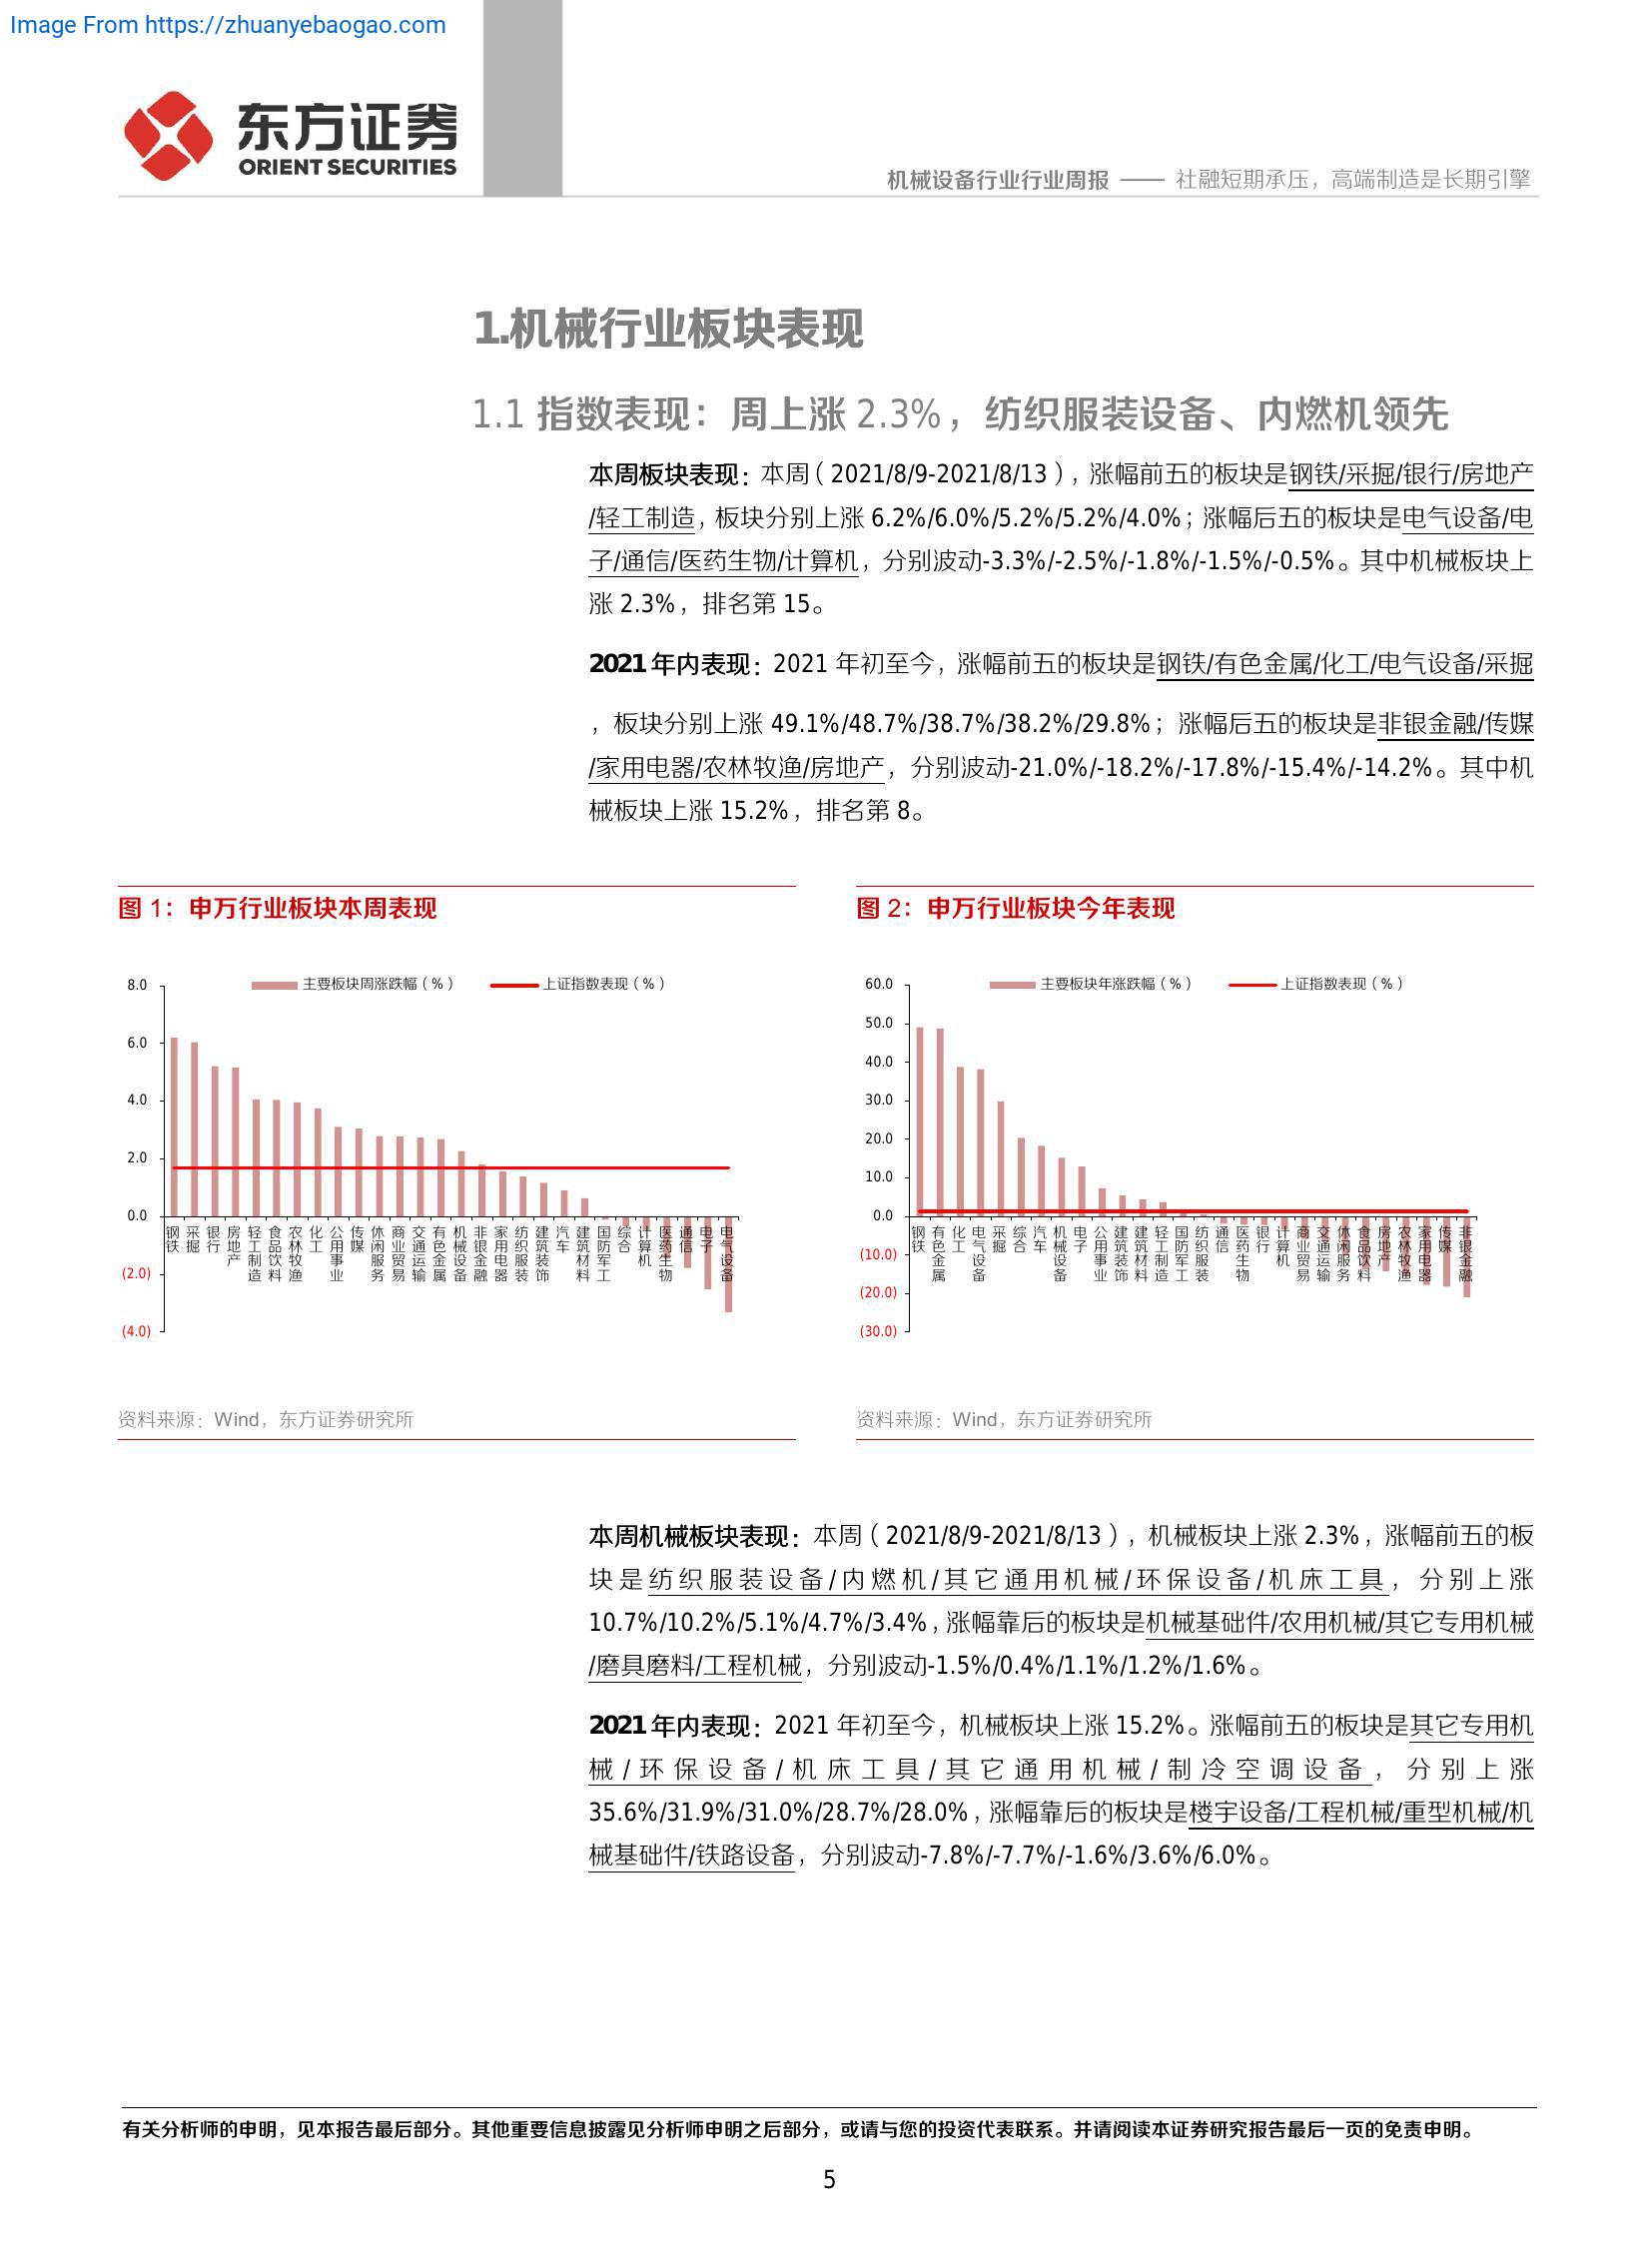 Image From https://zhuanyebaogao.com
东方证券
ORIENT SECURITIES
机械设备行业行业周报 —— 社融短期承压，高端制造是长期引擎
1.机械行业板块表现
1.1 指数表现：周上涨 2.3%，纺织服装设备、内燃机领先
本周板块表现：本周（2021/8/9-2021/8/13），涨幅前五的板块是钢铁/采掘/银行/房地产
/轻工制造，板块分别上涨 6.2%/6.0%/5.2%/5.2%/4.0%；涨幅后五的板块是电气设备/电
子/通信/医药生物/计算机，分别波动-3.3%/-2.5%/-1.8%/-1.5%/-0.5%。其中机械板块上
涨 2.3%，排名第 15。
2021 年内表现：2021 年初至今，涨幅前五的板块是钢铁/有色金属/化工/电气设备/采掘
，板块分别上涨 49.1%/48.7%/38.7%/38.2%/29.8%；涨幅后五的板块是非银金融/传媒
/家用电器/农林牧渔/房地产，分别波动-21.0%/-18.2%/-17.8%/-15.4%/-14.2%。其中机
械板块上涨 15.2%，排名第 8。
图 1：申万行业板块本周表现
主要板块周涨跌幅（%） 上证指数表现（%）
8.0
6.0
4.0
2.0
0.0
(2.0)
(4.0)
钢铁 采掘 银行 房地产 轻工制造 食品饮料 农林牧渔 化工 公用事业 传媒 休闲服务 商业贸易 交通运输 有色金属 机械设备 非银金融 家用电器 纺织服装 建筑装饰 汽车 建筑材料 国防军工 综合 计算机 医药生物 通信 电子 电气设备
资料来源：Wind，东方证券研究所
图 2：申万行业板块今年表现
主要板块年涨跌幅（%） 上证指数表现（%）
60.0
50.0
40.0
30.0
20.0
10.0
0.0
(10.0)
(20.0)
(30.0)
钢铁 有色金属 化工 电气设备 采掘 综合 汽车 机械设备 电子 公用事业 建筑装饰 建筑材料 轻工制造 国防军工 纺织服装 通信 医药生物 银行 计算机 商业贸易 交通运输 休闲服务 食品饮料 房地产 农林牧渔 家用电器 传媒 非银金融
资料来源：Wind，东方证券研究所
本周机械板块表现：本周（2021/8/9-2021/8/13），机械板块上涨 2.3%，涨幅前五的板
块是纺织服装设备/内燃机/其它通用机械/环保设备/机床工具，分别上涨
10.7%/10.2%/5.1%/4.7%/3.4%，涨幅靠后的板块是机械基础件/农用机械/其它专用机械
/磨具磨料/工程机械，分别波动-1.5%/0.4%/1.1%/1.2%/1.6%。
2021 年内表现：2021 年初至今，机械板块上涨 15.2%。涨幅前五的板块是其它专用机
械/环保设备/机床工具/其它通用机械/制冷空调设备，分别上涨
35.6%/31.9%/31.0%/28.7%/28.0%，涨幅靠后的板块是楼宇设备/工程机械/重型机械/机
械基础件/铁路设备，分别波动-7.8%/-7.7%/-1.6%/3.6%/6.0%。
有关分析师的申明，见本报告最后部分。其他重要信息披露见分析师申明之后部分，或请与您的投资代表联系。并请阅读本证券研究报告最后一页的免责申明。
5